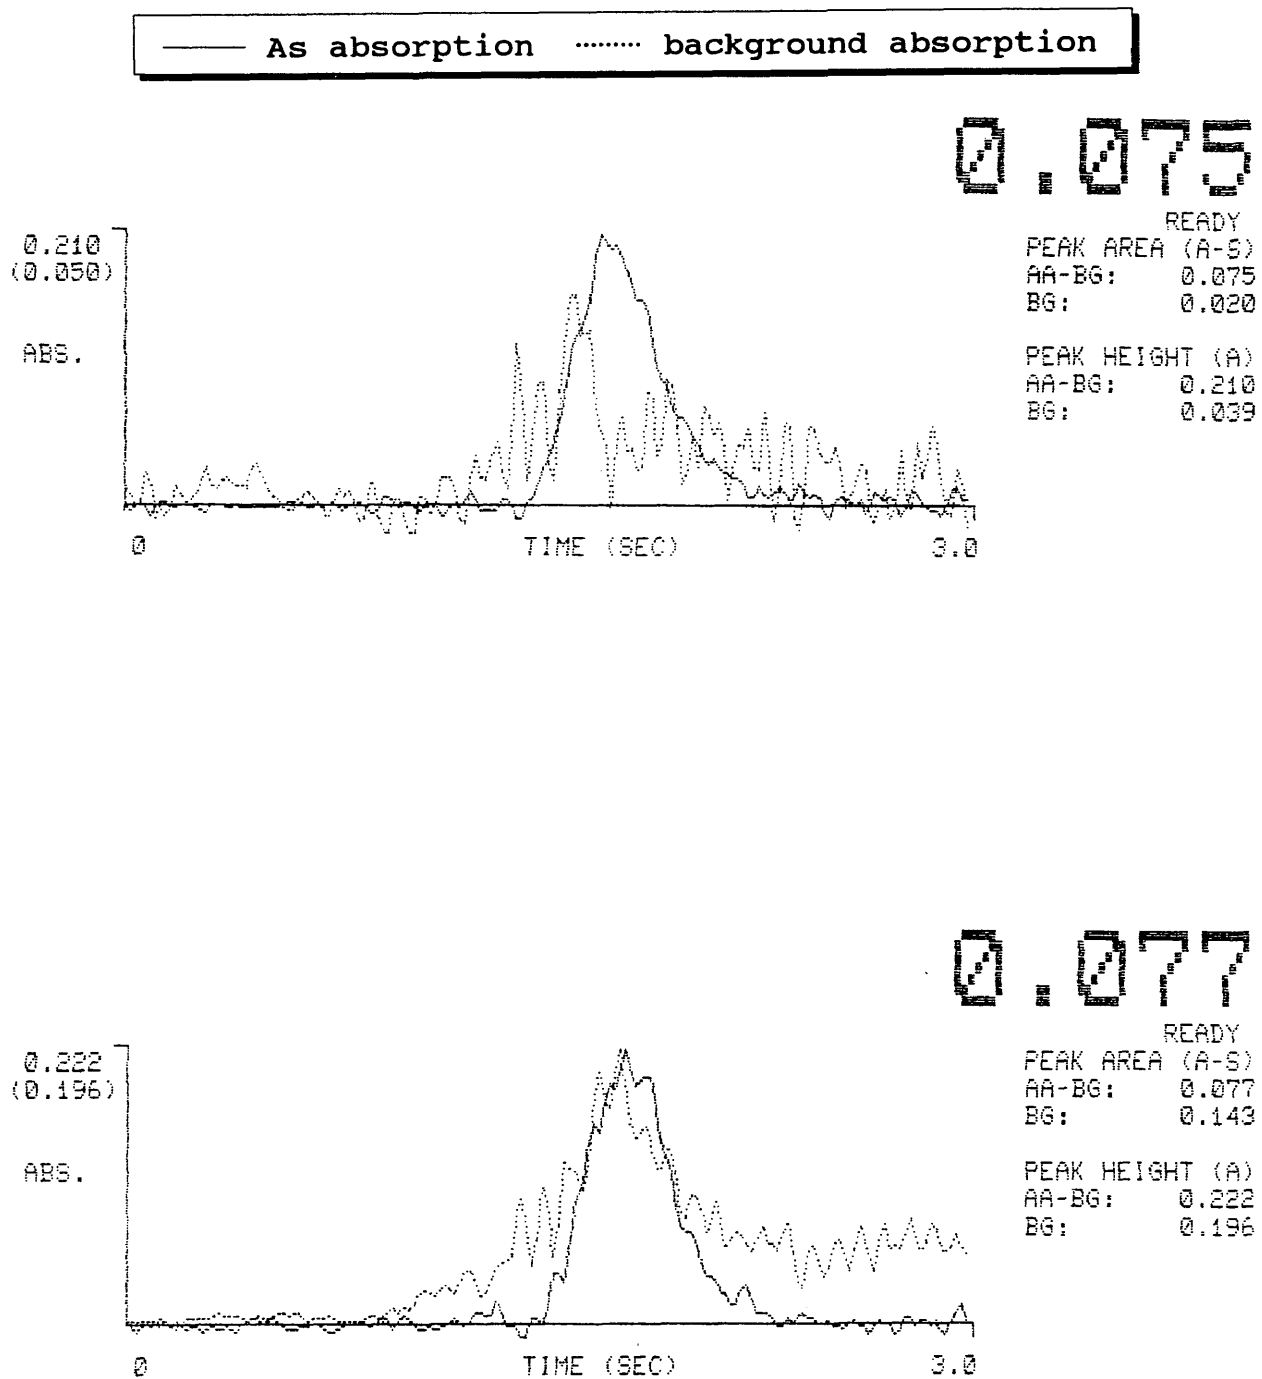 As absorption background absorption
0.075
READY
PEAK AREA (A-S)
AA-BG: 0.075
BG: 0.020
PEAK HEIGHT (A)
AA-BG: 0.210
BG: 0.039
0.210
(0.050)
ABS.
0 TIME (SEC) 3.0
0.077
READY
PEAK AREA (A-S)
AA-BG: 0.077
BG: 0.143
PEAK HEIGHT (A)
AA-BG: 0.222
BG: 0.196
0.222
(0.196)
ABS.
0 TIME (SEC) 3.0